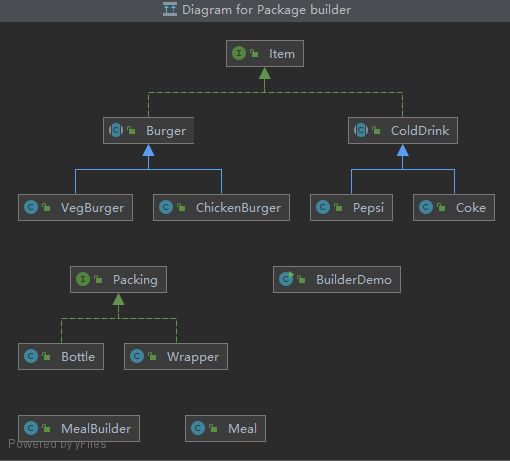 Diagram for Package builder
I Item
C Burger
C ColdDrink
C VegBurger
C ChickenBurger
C Pepsi
C Coke
I Packing
C BuilderDemo
C Bottle
C Wrapper
C MealBuilder
C Meal
Powered by yFiles